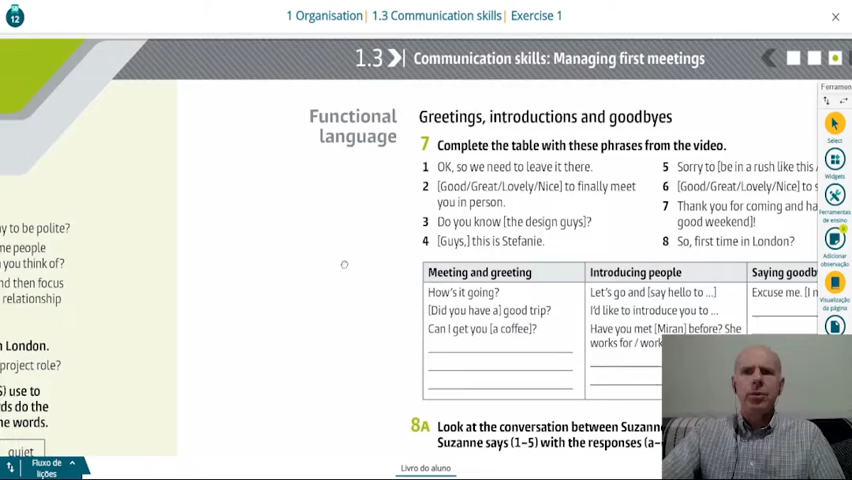 12
1 Organisation | 1.3 Communication skills | Exercise 1
1.3 Communication skills: Managing first meetings
Functional
language
Greetings, introductions and goodbyes
7 Complete the table with these phrases from the video.
1 OK, so we need to leave it there.
2 [Good/Great/Lovely/Nice] to finally meet
you in person.
3 Do you know [the design guys]?
4 [Guys,] this is Stefanie.
5 Sorry to [be in a rush like this /
6 [Good/Great/Lovely/Nice] to s
7 Thank you for coming and ha
good weekend]!
8 So, first time in London?
Meeting and greeting
How's it going?
[Did you have a] good trip?
Can I get you [a coffee]?
Introducing people
Let's go and [say hello to ...]
I'd like to introduce you to ...
Have you met [Miran] before? She
works for / work
Saying goodb
Excuse me. [I n
8A Look at the conversation between Suzann
Suzanne says (1–5) with the responses (a–
y to be polite?
me people
you think of?
nd then focus
relationship
n London.
project role?
S) use to
rds do the
he words.
quiet
Ferramen
Select
Widgets
Ferramentas
de ensino
Adicionar
observação
Visualização
da página
Fluxo de
lições
Livro do aluno